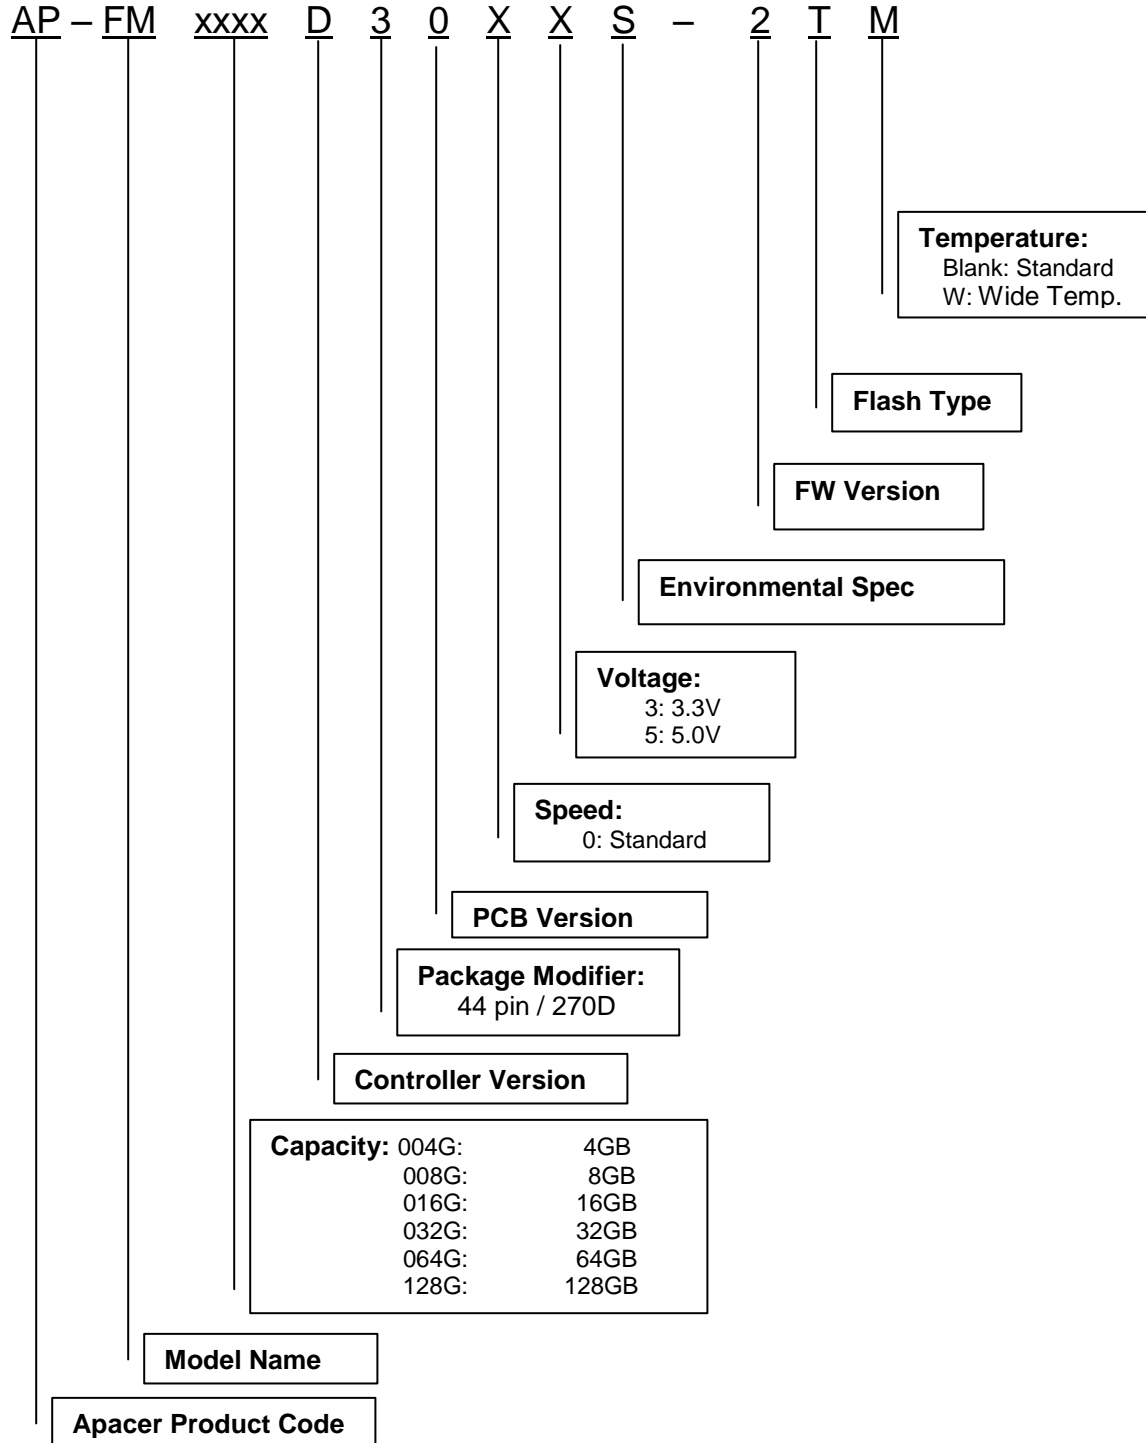 AP – FM xxxx D 3 0 X X S – 2 T M
Temperature:
Blank: Standard
W: Wide Temp.
Flash Type
FW Version
Environmental Spec
Voltage:
3: 3.3V
5: 5.0V
Speed:
0: Standard
PCB Version
Package Modifier:
44 pin / 270D
Controller Version
Capacity: 004G: 4GB
008G: 8GB
016G: 16GB
032G: 32GB
064G: 64GB
128G: 128GB
Model Name
Apacer Product Code